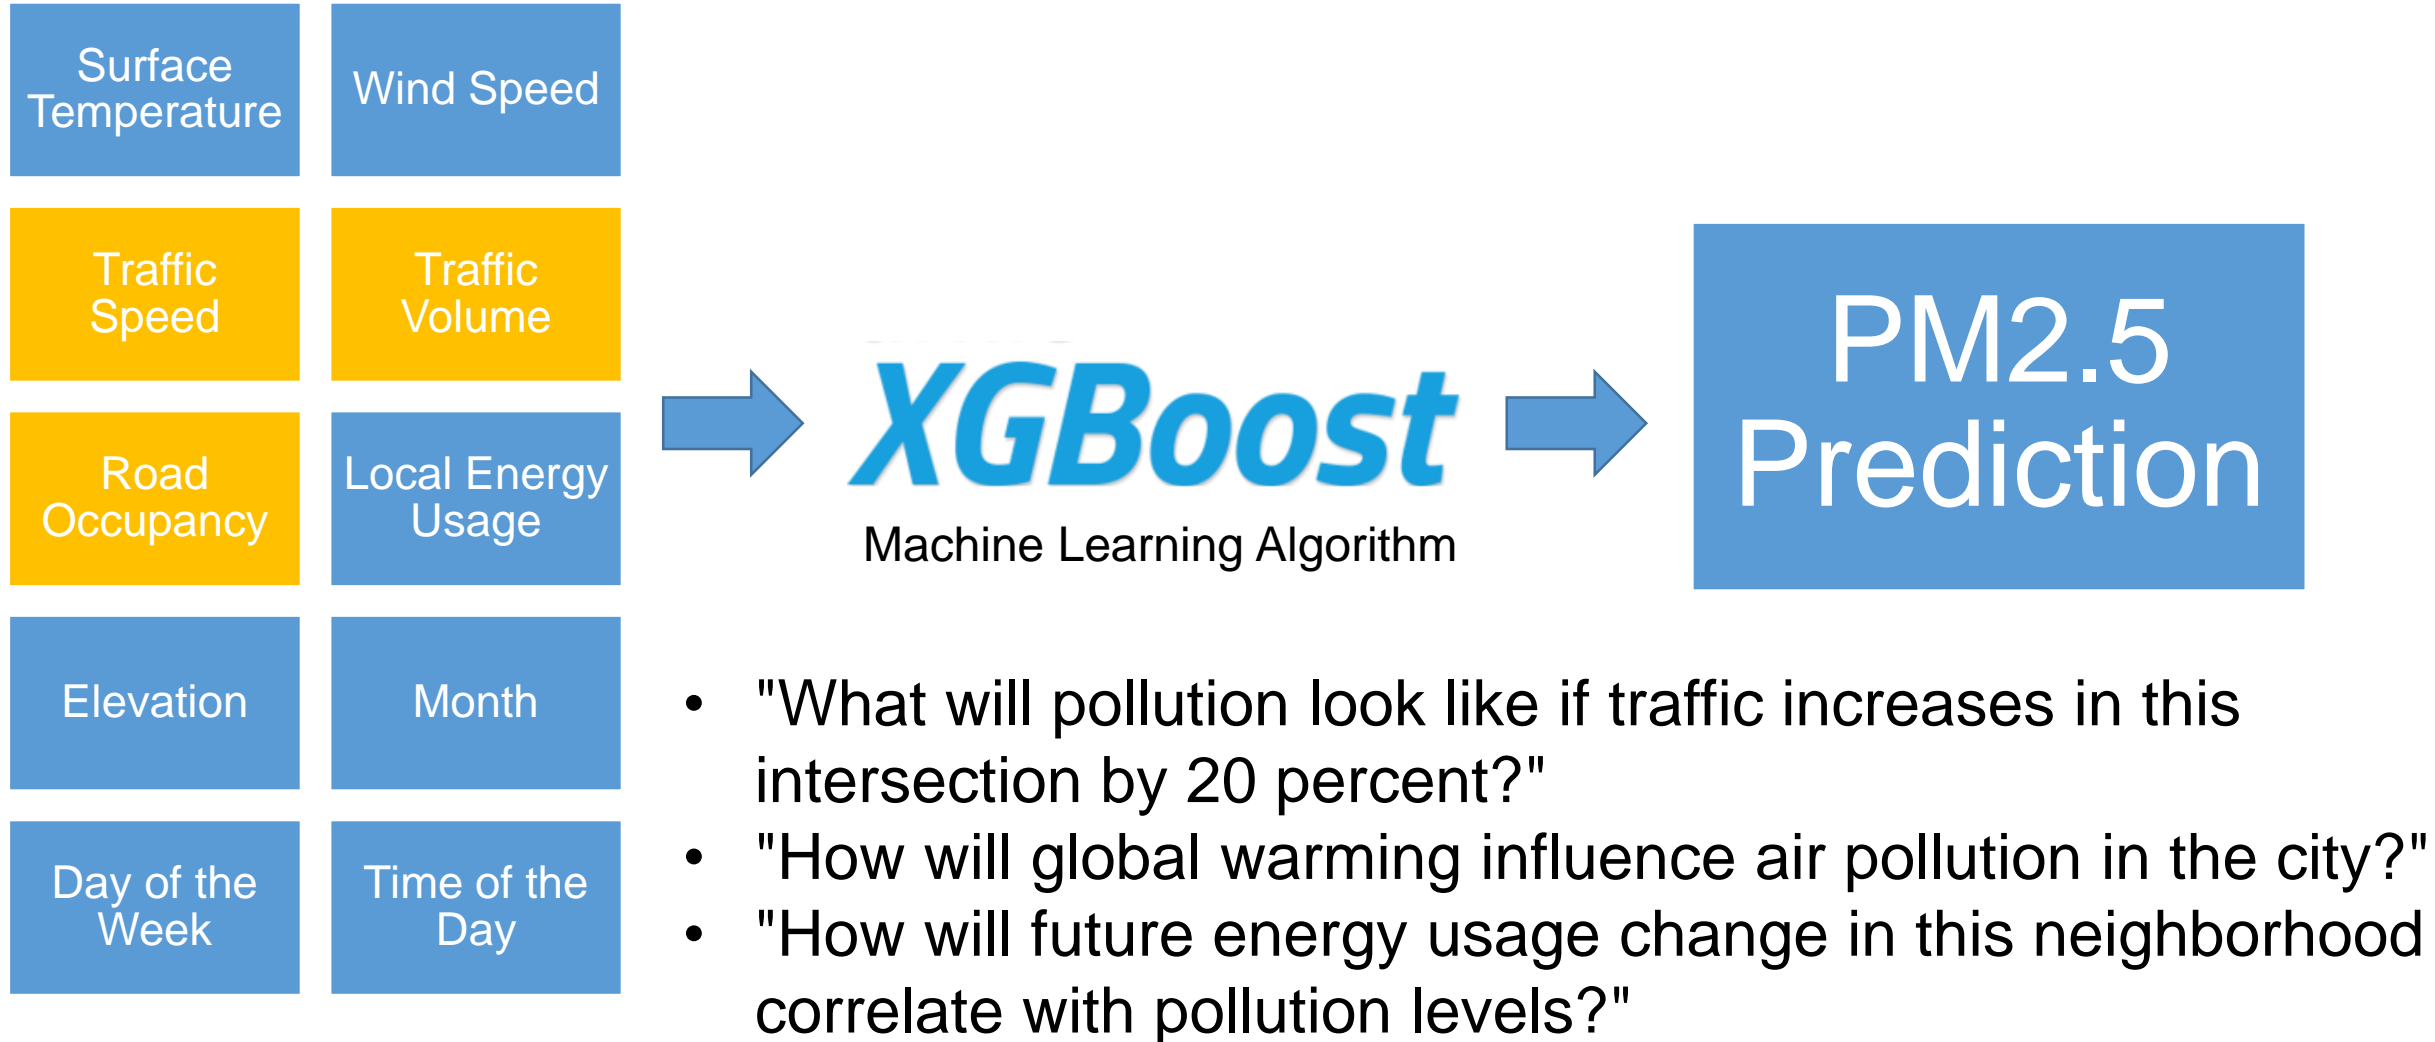 Surface
Temperature
Wind Speed
Traffic
Speed
Traffic
Volume
Road
Occupancy
Local Energy
Usage
Elevation
Month
Day of the
Week
Time of the
Day
XGBoost
Machine Learning Algorithm
PM2.5
Prediction
• "What will pollution look like if traffic increases in this
intersection by 20 percent?"
• "How will global warming influence air pollution in the city?"
• "How will future energy usage change in this neighborhood
correlate with pollution levels?"